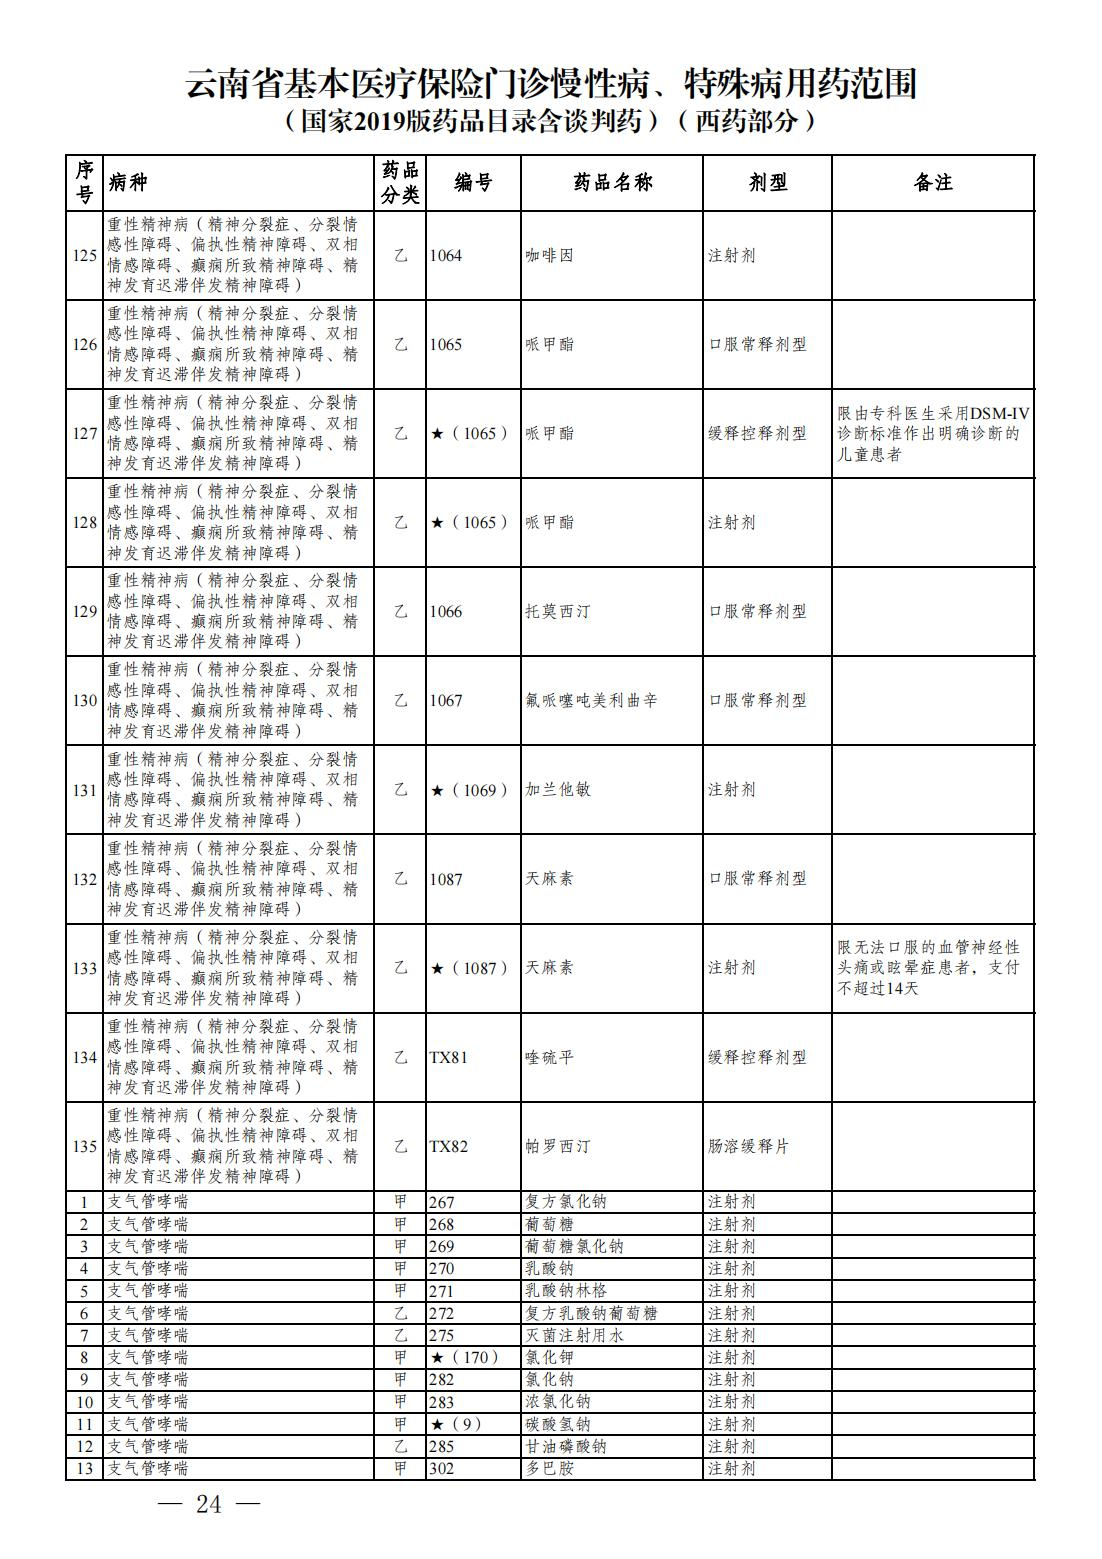 云南省基本医疗保险门诊慢性病、特殊病用药范围
（国家2019版药品目录含谈判药）（西药部分）
序号 病种 药品分类 编号 药品名称 剂型 备注
125 重性精神病（精神分裂症、分裂情感性障碍、偏执性精神障碍、双相情感障碍、癫痫所致精神障碍、精神发育迟滞伴发精神障碍） 乙 1064 咖啡因 注射剂
126 重性精神病（精神分裂症、分裂情感性障碍、偏执性精神障碍、双相情感障碍、癫痫所致精神障碍、精神发育迟滞伴发精神障碍） 乙 1065 哌甲酯 口服常释剂型
127 重性精神病（精神分裂症、分裂情感性障碍、偏执性精神障碍、双相情感障碍、癫痫所致精神障碍、精神发育迟滞伴发精神障碍） 乙 ★（1065） 哌甲酯 缓释控释剂型 限由专科医生采用DSM-IV诊断标准作出明确诊断的儿童患者
128 重性精神病（精神分裂症、分裂情感性障碍、偏执性精神障碍、双相情感障碍、癫痫所致精神障碍、精神发育迟滞伴发精神障碍） 乙 ★（1065） 哌甲酯 注射剂
129 重性精神病（精神分裂症、分裂情感性障碍、偏执性精神障碍、双相情感障碍、癫痫所致精神障碍、精神发育迟滞伴发精神障碍） 乙 1066 托莫西汀 口服常释剂型
130 重性精神病（精神分裂症、分裂情感性障碍、偏执性精神障碍、双相情感障碍、癫痫所致精神障碍、精神发育迟滞伴发精神障碍） 乙 1067 氟哌噻吨美利曲辛 口服常释剂型
131 重性精神病（精神分裂症、分裂情感性障碍、偏执性精神障碍、双相情感障碍、癫痫所致精神障碍、精神发育迟滞伴发精神障碍） 乙 ★（1069） 加兰他敏 注射剂
132 重性精神病（精神分裂症、分裂情感性障碍、偏执性精神障碍、双相情感障碍、癫痫所致精神障碍、精神发育迟滞伴发精神障碍） 乙 1087 天麻素 口服常释剂型
133 重性精神病（精神分裂症、分裂情感性障碍、偏执性精神障碍、双相情感障碍、癫痫所致精神障碍、精神发育迟滞伴发精神障碍） 乙 ★（1087） 天麻素 注射剂 限无法口服的血管神经性头痛或眩晕症患者，支付不超过14天
134 重性精神病（精神分裂症、分裂情感性障碍、偏执性精神障碍、双相情感障碍、癫痫所致精神障碍、精神发育迟滞伴发精神障碍） 乙 TX81 喹硫平 缓释控释剂型
135 重性精神病（精神分裂症、分裂情感性障碍、偏执性精神障碍、双相情感障碍、癫痫所致精神障碍、精神发育迟滞伴发精神障碍） 乙 TX82 帕罗西汀 肠溶缓释片
1 支气管哮喘 甲 267 复方氯化钠 注射剂
2 支气管哮喘 甲 268 葡萄糖 注射剂
3 支气管哮喘 甲 269 葡萄糖氯化钠 注射剂
4 支气管哮喘 甲 270 乳酸钠 注射剂
5 支气管哮喘 甲 271 乳酸钠林格 注射剂
6 支气管哮喘 乙 272 复方乳酸钠葡萄糖 注射剂
7 支气管哮喘 乙 275 灭菌注射用水 注射剂
8 支气管哮喘 甲 ★（170） 氯化钾 注射剂
9 支气管哮喘 甲 282 氯化钠 注射剂
10 支气管哮喘 甲 283 浓氯化钠 注射剂
11 支气管哮喘 甲 ★（9） 碳酸氢钠 注射剂
12 支气管哮喘 乙 285 甘油磷酸钠 注射剂
13 支气管哮喘 甲 302 多巴胺 注射剂
— 24 —